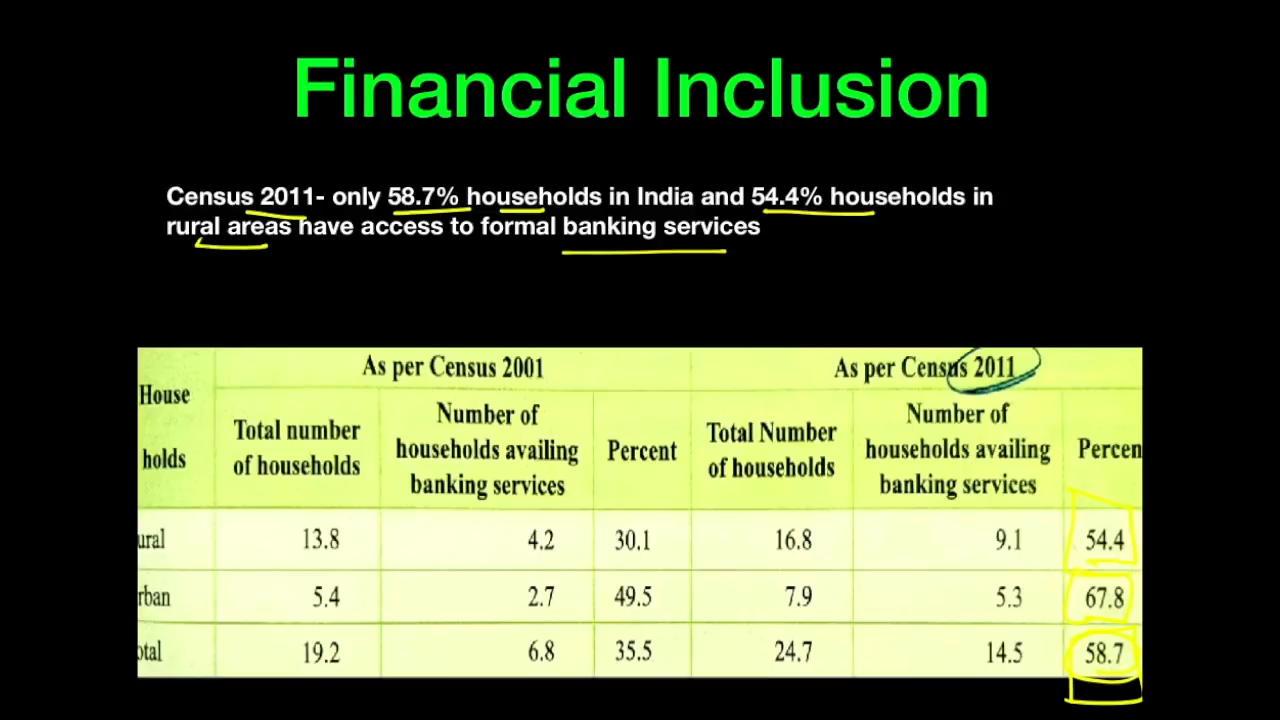 Financial Inclusion
Census 2011- only 58.7% households in India and 54.4% households in
rural areas have access to formal banking services
As per Census 2001 As per Census 2011
House
holds
Total number
of households
Number of
households availing
banking services
Percent
Total Number
of households
Number of
households availing
banking services
Percen
ural 13.8 4.2 30.1 16.8 9.1 54.4
rban 5.4 2.7 49.5 7.9 5.3 67.8
otal 19.2 6.8 35.5 24.7 14.5 58.7